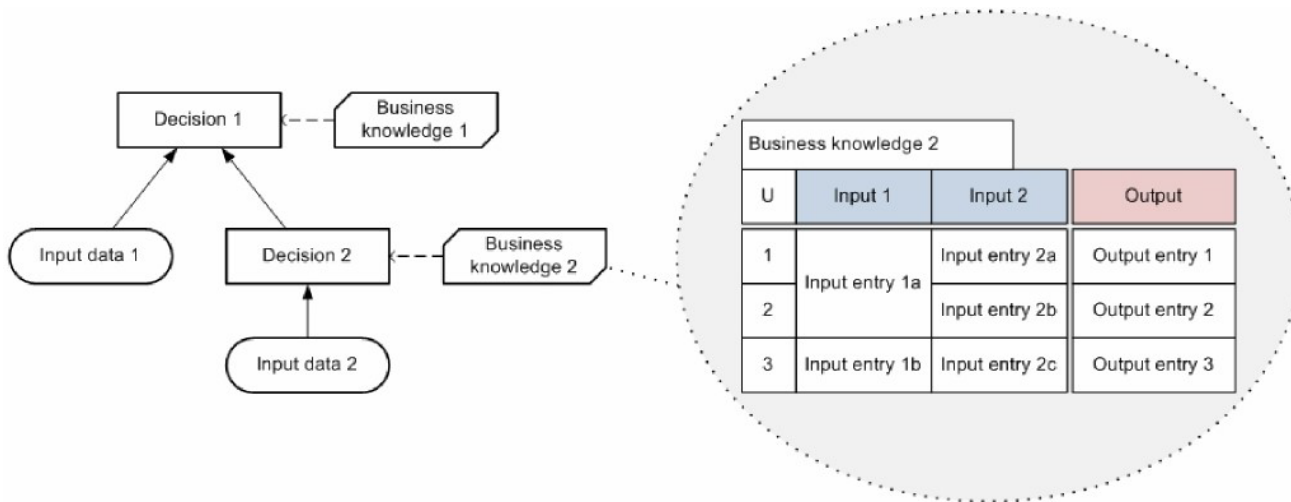 Decision 1
Business
knowledge 1
Input data 1
Decision 2
Business
knowledge 2
Input data 2
Business knowledge 2
U Input 1 Input 2 Output
1 Input entry 1a Input entry 2a Output entry 1
2 Input entry 2b Output entry 2
3 Input entry 1b Input entry 2c Output entry 3